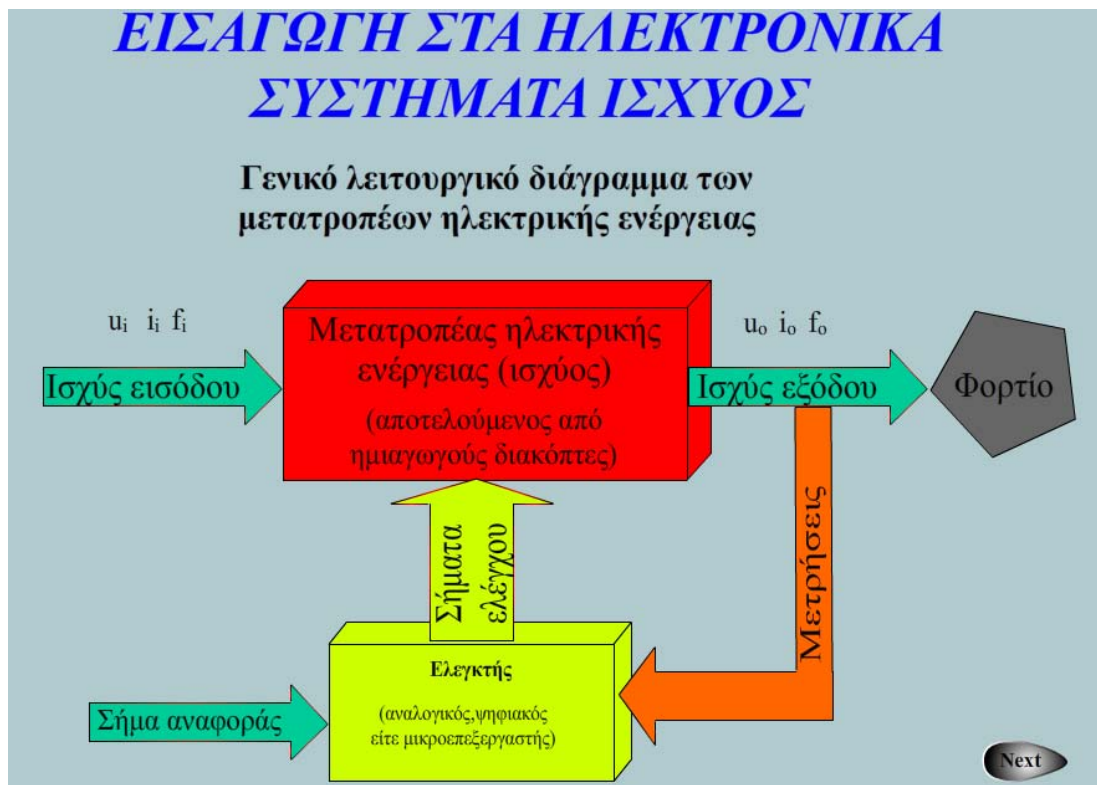 ΕΙΣΑΓΩΓΗ ΣΤΑ ΗΛΕΚΤΡΟΝΙΚΑ
ΣΥΣΤΗΜΑΤΑ ΙΣΧΥΟΣ
Γενικό λειτουργικό διάγραμμα των
μετατροπέων ηλεκτρικής ενέργειας
uᵢ iᵢ fᵢ
Ισχύς εισόδου
Μετατροπέας ηλεκτρικής
ενέργειας (ισχύος)
(αποτελούμενος από
ημιαγωγούς διακόπτες)
uₒ iₒ fₒ
Ισχύς εξόδου
Φορτίο
Σήματα
ελέγχου
Μετρήσεις
Ελεγκτής
(αναλογικός,ψηφιακός
είτε μικροεπεξεργαστής)
Σήμα αναφοράς
Next